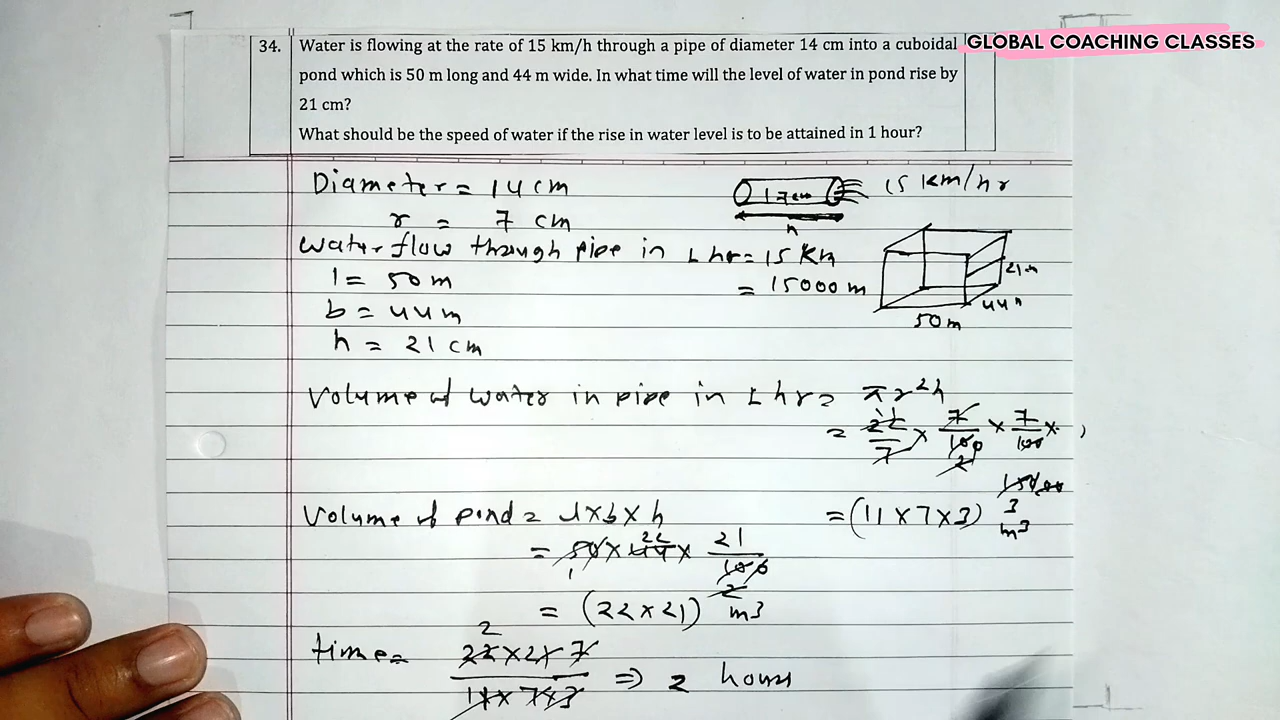 GLOBAL COACHING CLASSES
34. Water is flowing at the rate of 15 km/h through a pipe of diameter 14 cm into a cuboidal
pond which is 50 m long and 44 m wide. In what time will the level of water in pond rise by
21 cm?
What should be the speed of water if the rise in water level is to be attained in 1 hour?
Diameter = 14 cm
15 km/hr
r = 7 cm
h
Water flow through pipe in 1 hr = 15 Km
= 15000 m
l = 50 m
b = 44 m
h = 21 cm
21 m
44 m
50 m
Volume of water in pipe in 1 hr = πr²h
= 22/7 × 7/100 × 7/100 × 15000
= (11 × 7 × 3) m3
Volume of pond = l×b×h
= 50 × 44 × 21/100
= (22 × 21) m3
time = 22×21×7 / 11×7×3 ⇒ 2 hours